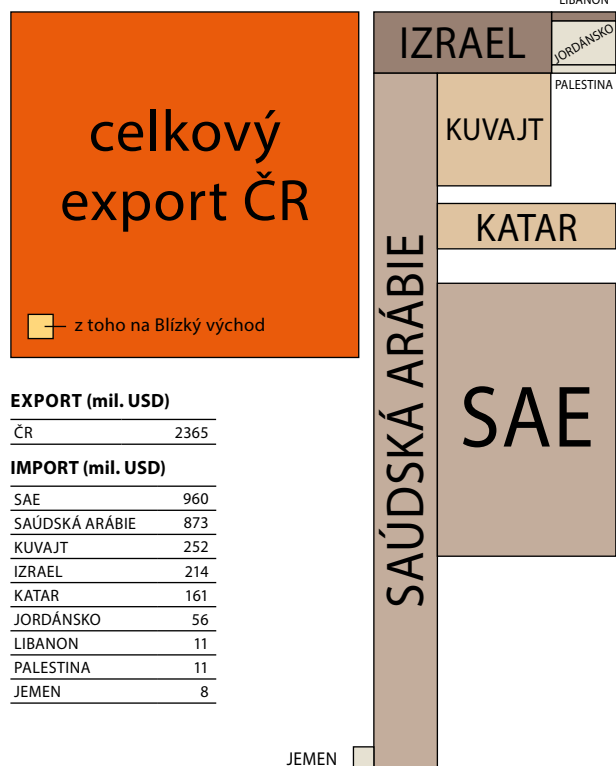 LIBANON
IZRAEL
JORDÁNSKO
PALESTINA
celkový
export ČR
z toho na Blízký východ
KUVAJT
KATAR
SAÚDSKÁ ARÁBIE
SAE
EXPORT (mil. USD)
ČR 2365
IMPORT (mil. USD)
SAE 960
SAÚDSKÁ ARÁBIE 873
KUVAJT 252
IZRAEL 214
KATAR 161
JORDÁNSKO 56
LIBANON 11
PALESTINA 11
JEMEN 8
JEMEN